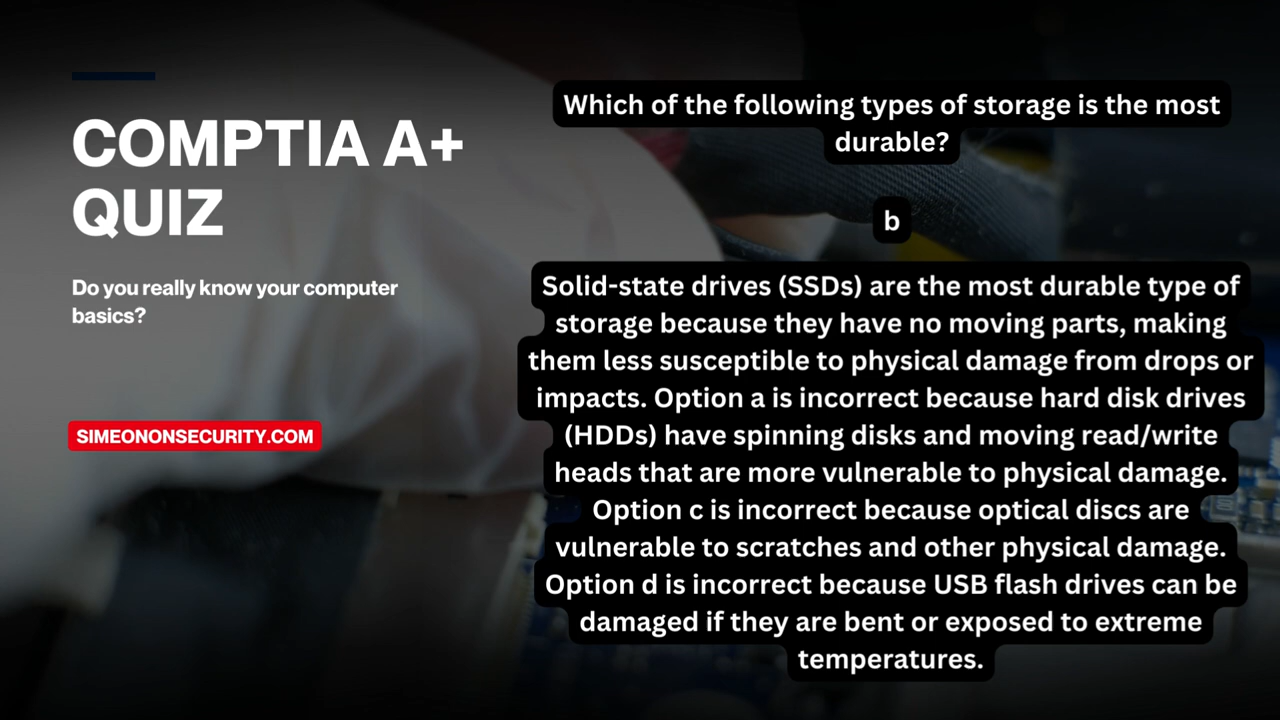 COMPTIA A+
QUIZ
Do you really know your computer
basics?
SIMEONONSECURITY.COM
Which of the following types of storage is the most
durable?
b
Solid-state drives (SSDs) are the most durable type of
storage because they have no moving parts, making
them less susceptible to physical damage from drops or
impacts. Option a is incorrect because hard disk drives
(HDDs) have spinning disks and moving read/write
heads that are more vulnerable to physical damage.
Option c is incorrect because optical discs are
vulnerable to scratches and other physical damage.
Option d is incorrect because USB flash drives can be
damaged if they are bent or exposed to extreme
temperatures.